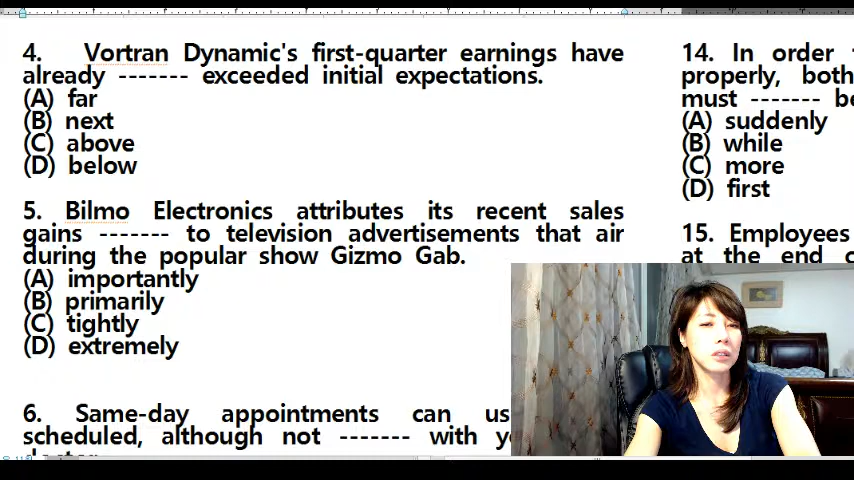 4. Vortran Dynamic's first-quarter earnings have
already ------- exceeded initial expectations.
(A) far
(B) next
(C) above
(D) below
5. Bilmo Electronics attributes its recent sales
gains ------- to television advertisements that air
during the popular show Gizmo Gab.
(A) importantly
(B) primarily
(C) tightly
(D) extremely
6. Same-day appointments can
scheduled, although not ------- with
14. In order
properly, both
must -------
(A) suddenly
(B) while
(C) more
(D) first
15. Employees
at the end